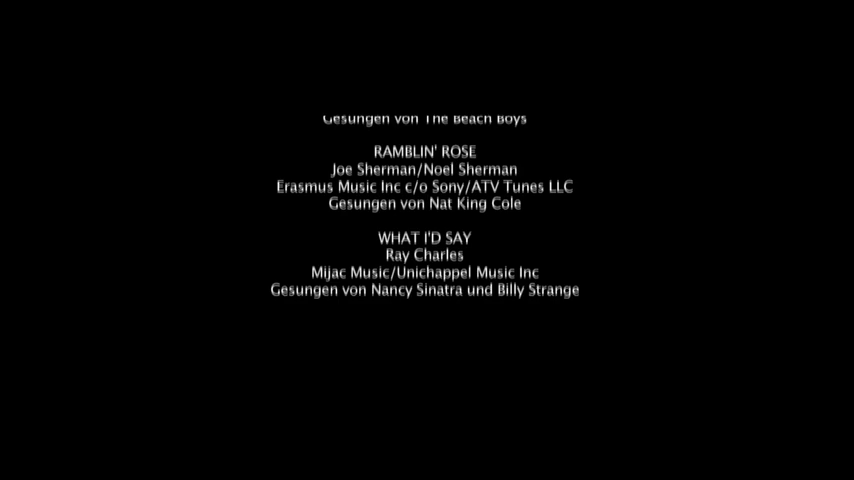 Gesungen von The Beach Boys
RAMBLIN' ROSE
Joe Sherman/Noel Sherman
Erasmus Music Inc c/o Sony/ATV Tunes LLC
Gesungen von Nat King Cole
WHAT I'D SAY
Ray Charles
Mijac Music/Unichappel Music Inc
Gesungen von Nancy Sinatra und Billy Strange